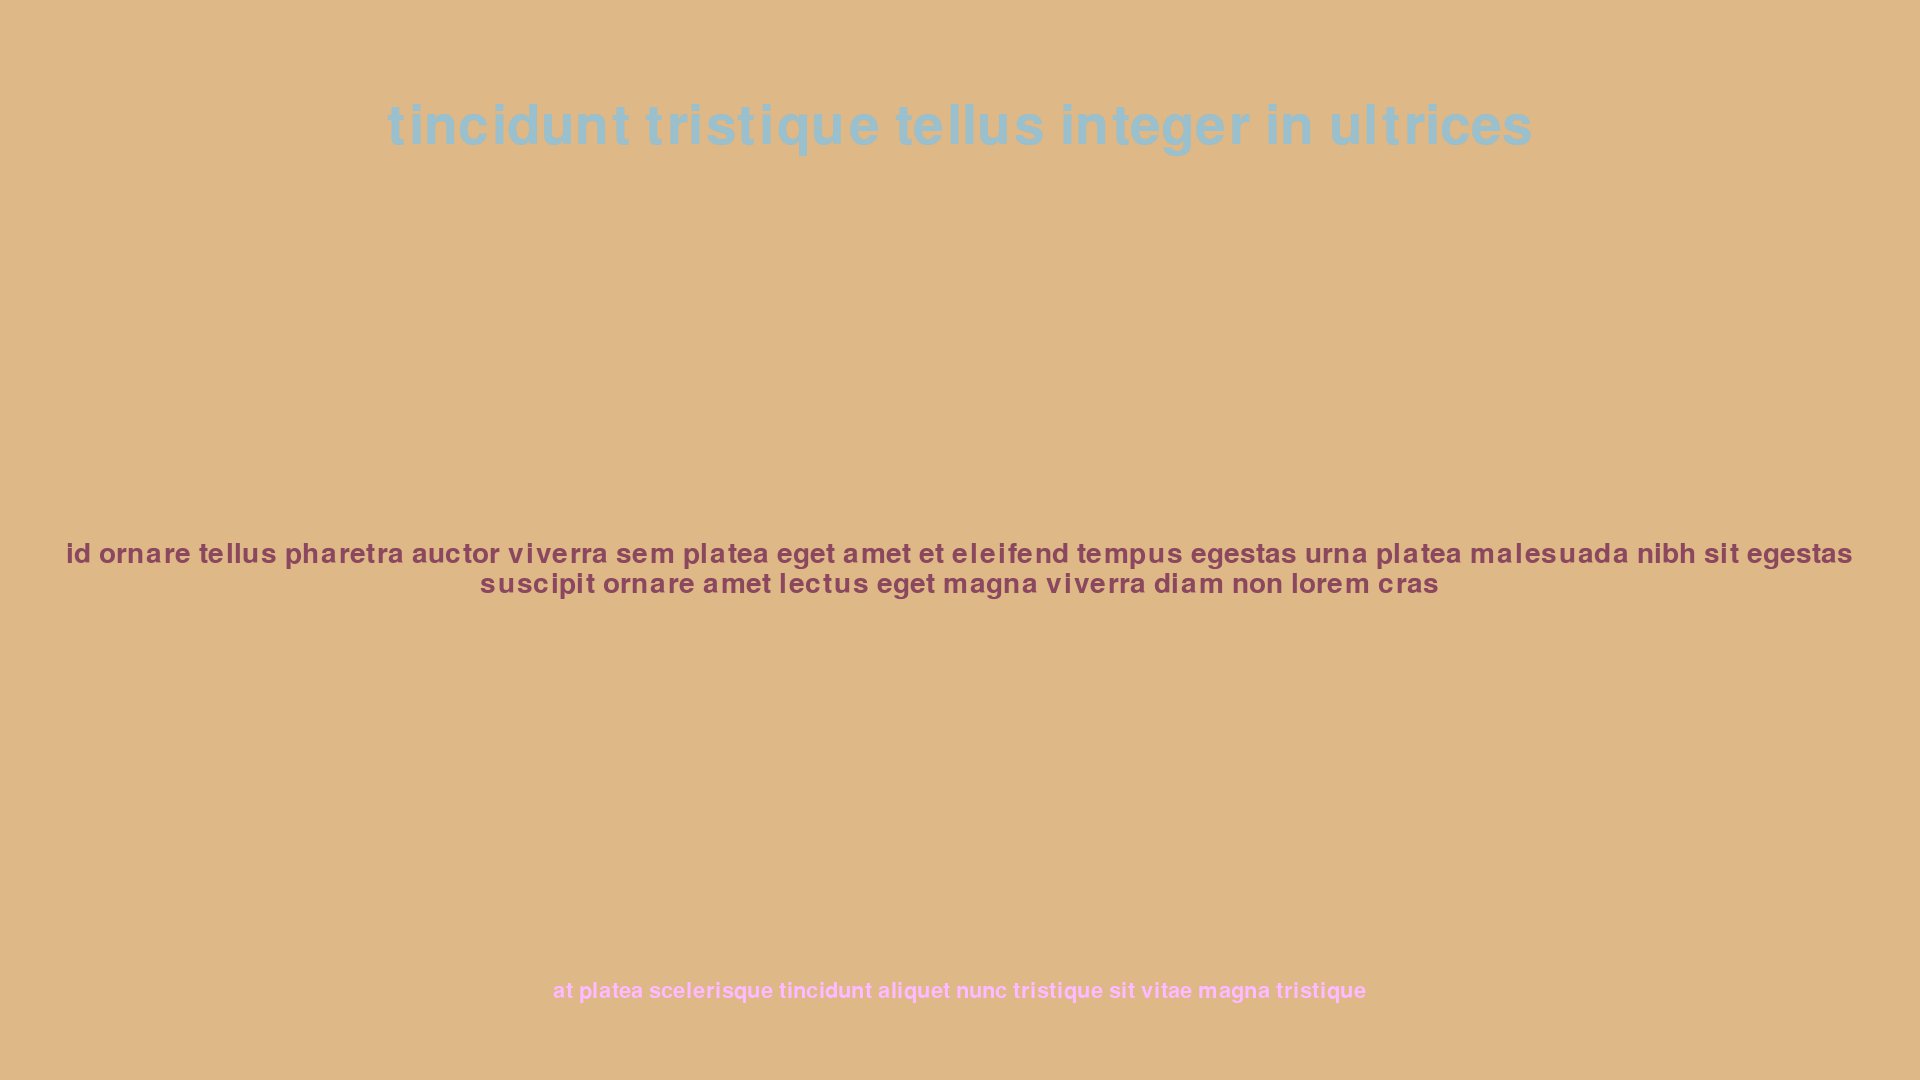 tincidunt tristique tellus integer in ultrices
id ornare tellus pharetra auctor viverra sem platea eget amet et eleifend tempus egestas urna platea malesuada nibh sit egestas
suscipit ornare amet lectus eget magna viverra diam non lorem cras
at platea scelerisque tincidunt aliquet nunc tristique sit vitae magna tristique